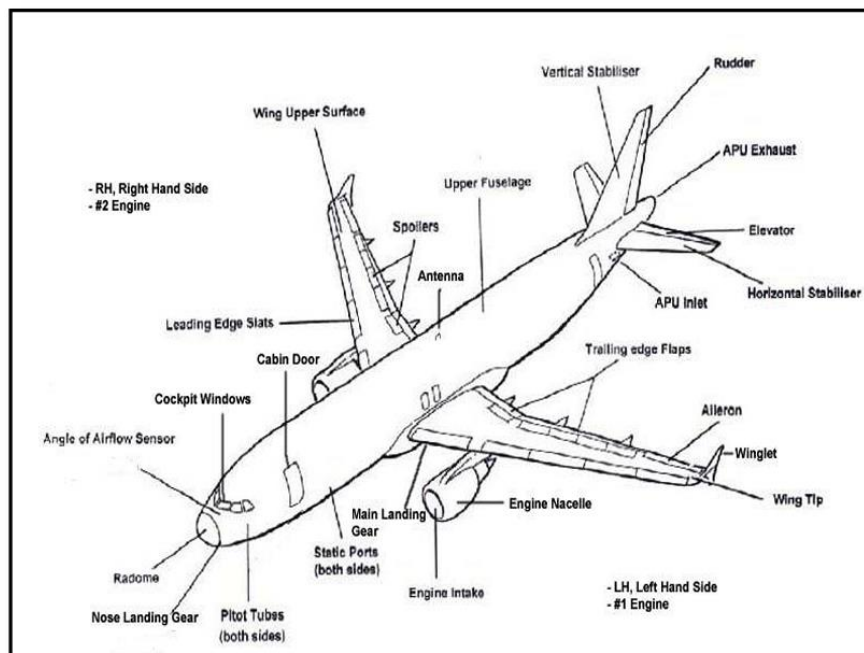 Rudder
Vertical Stabiliser
Wing Upper Surface
APU Exhaust
Upper Fuselage
- RH, Right Hand Side
- #2 Engine
Spoilers
Elevator
Antenna
APU Inlet
Horizontal Stabiliser
Leading Edge Slats
Trailing edge Flaps
Cabin Door
Cockpit Windows
Aileron
Angle of Airflow Sensor
Winglet
Wing Tip
Engine Nacelle
Main Landing
Gear
Static Ports
(both sides)
Radome
Engine Intake
- LH, Left Hand Side
- #1 Engine
Nose Landing Gear
Pitot Tubes
(both sides)